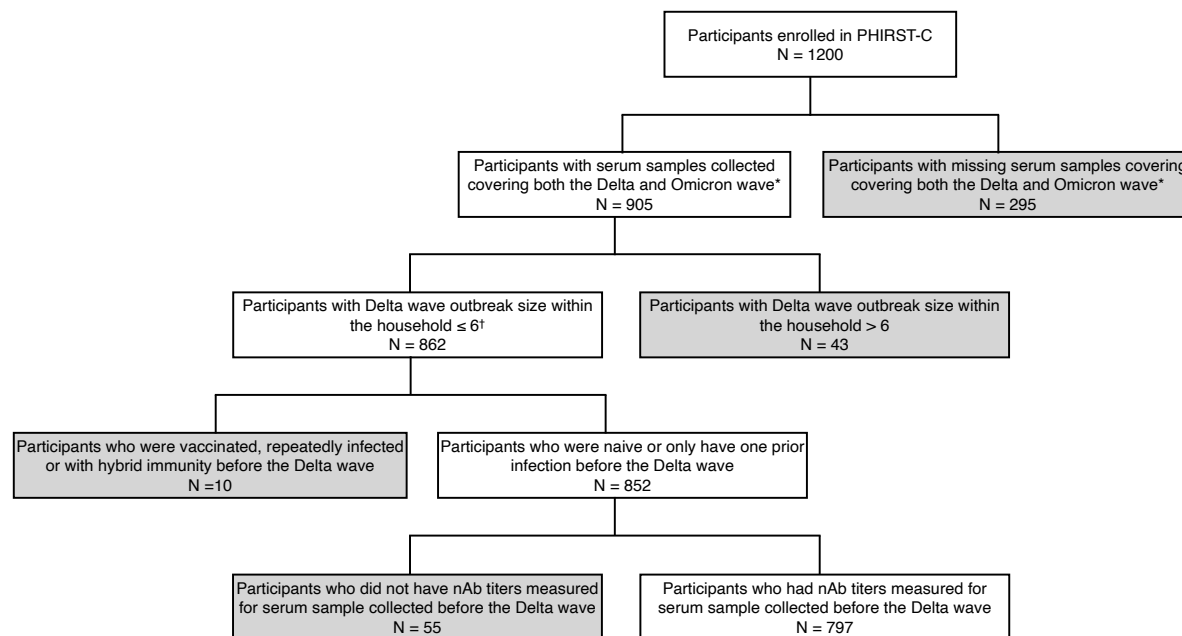 Participants enrolled in PHIRST-C
N = 1200
Participants with serum samples collected
covering both the Delta and Omicron wave*
N = 905
Participants with missing serum samples covering
covering both the Delta and Omicron wave*
N = 295
Participants with Delta wave outbreak size within
the household ≤ 6†
N = 862
Participants with Delta wave outbreak size within
the household > 6
N = 43
Participants who were vaccinated, repeatedly infected
or with hybrid immunity before the Delta wave
N =10
Participants who were naive or only have one prior
infection before the Delta wave
N = 852
Participants who did not have nAb titers measured
for serum sample collected before the Delta wave
N = 55
Participants who had nAb titers measured for
serum sample collected before the Delta wave
N = 797